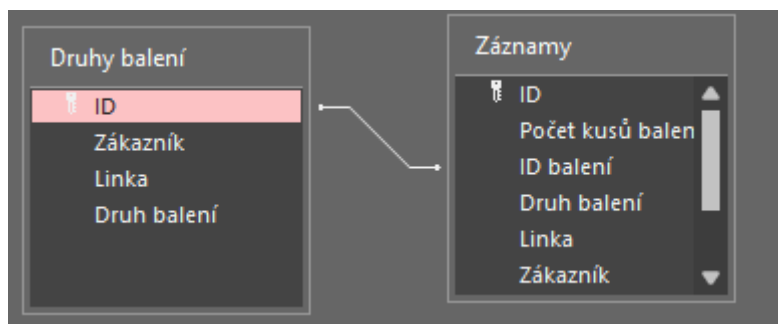 Druhy balení
ID
Zákazník
Linka
Druh balení
Záznamy
ID
Počet kusů balen
ID balení
Druh balení
Linka
Zákazník